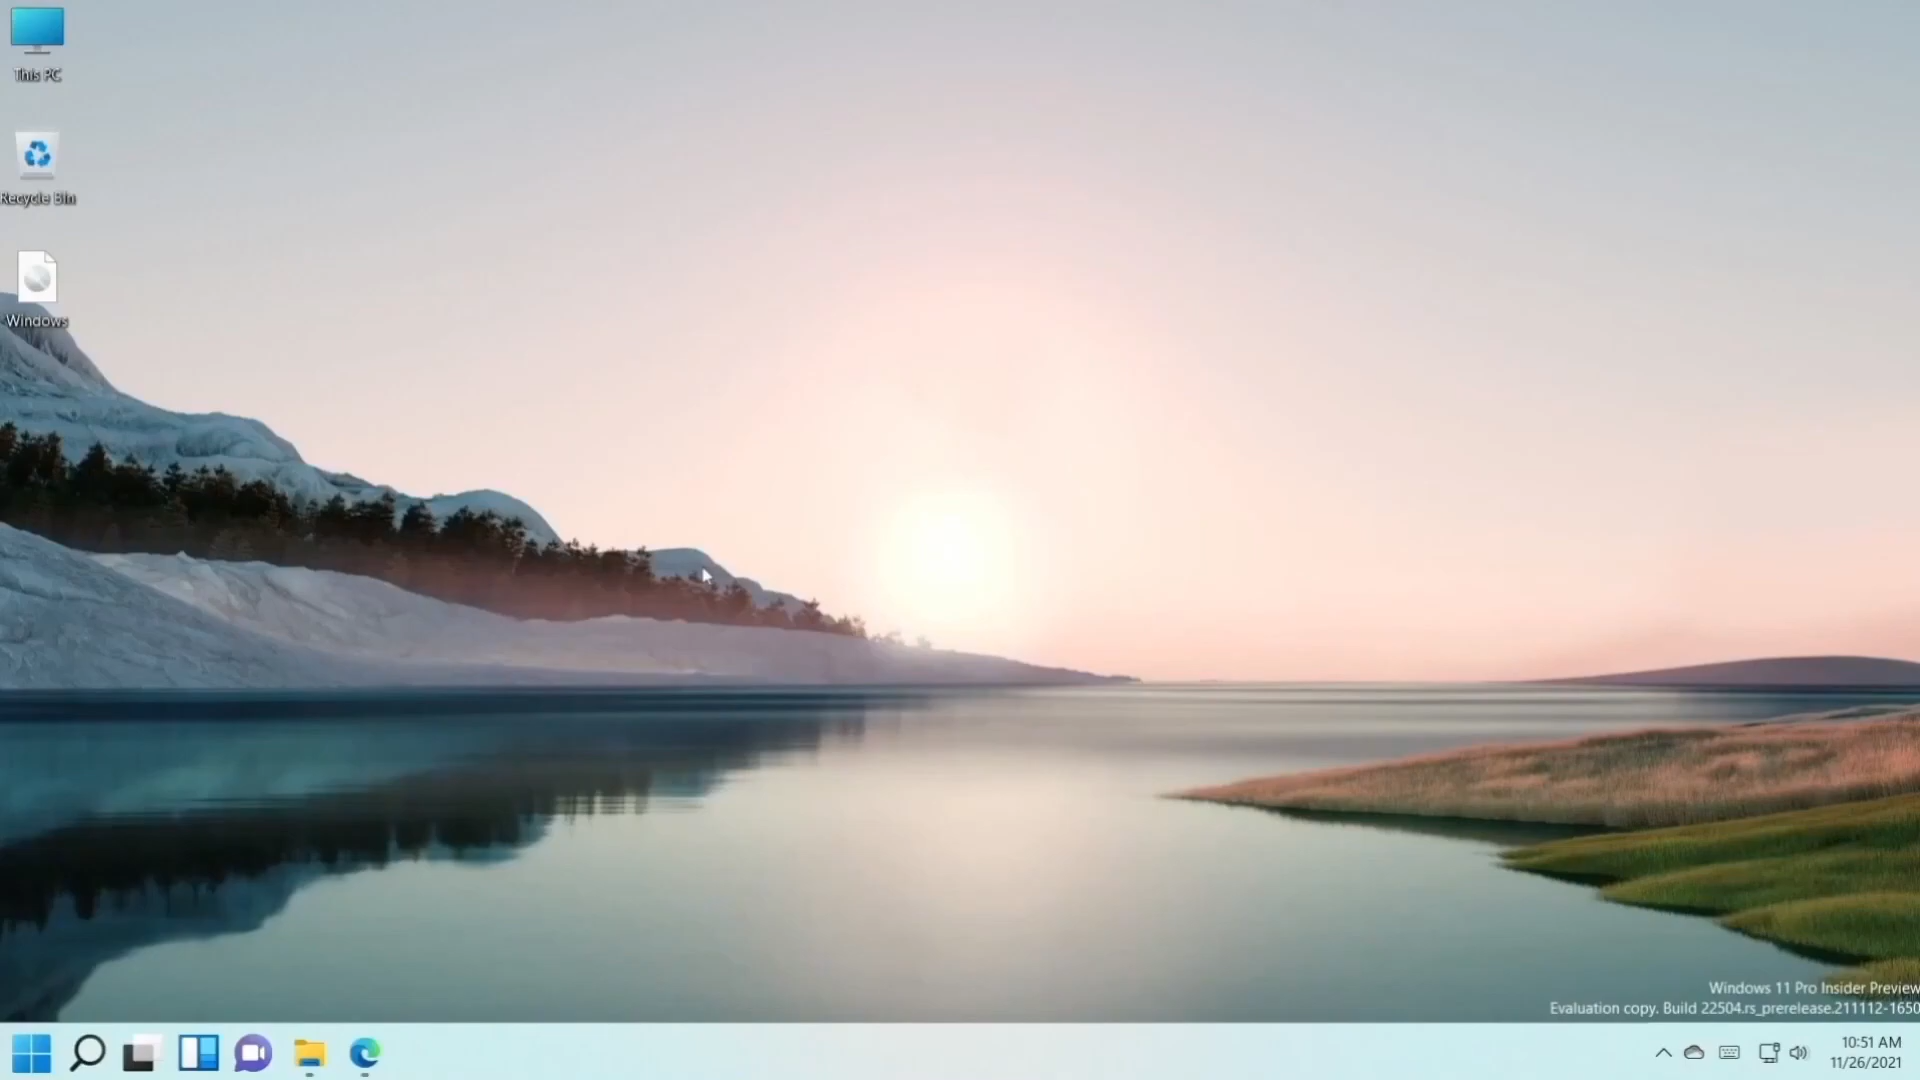 This PC
Recycle Bin
Windows
Windows 11 Pro Insider Preview
Evaluation copy. Build 22504.rs_prerelease.211112-1650
10:51 AM
11/26/2021